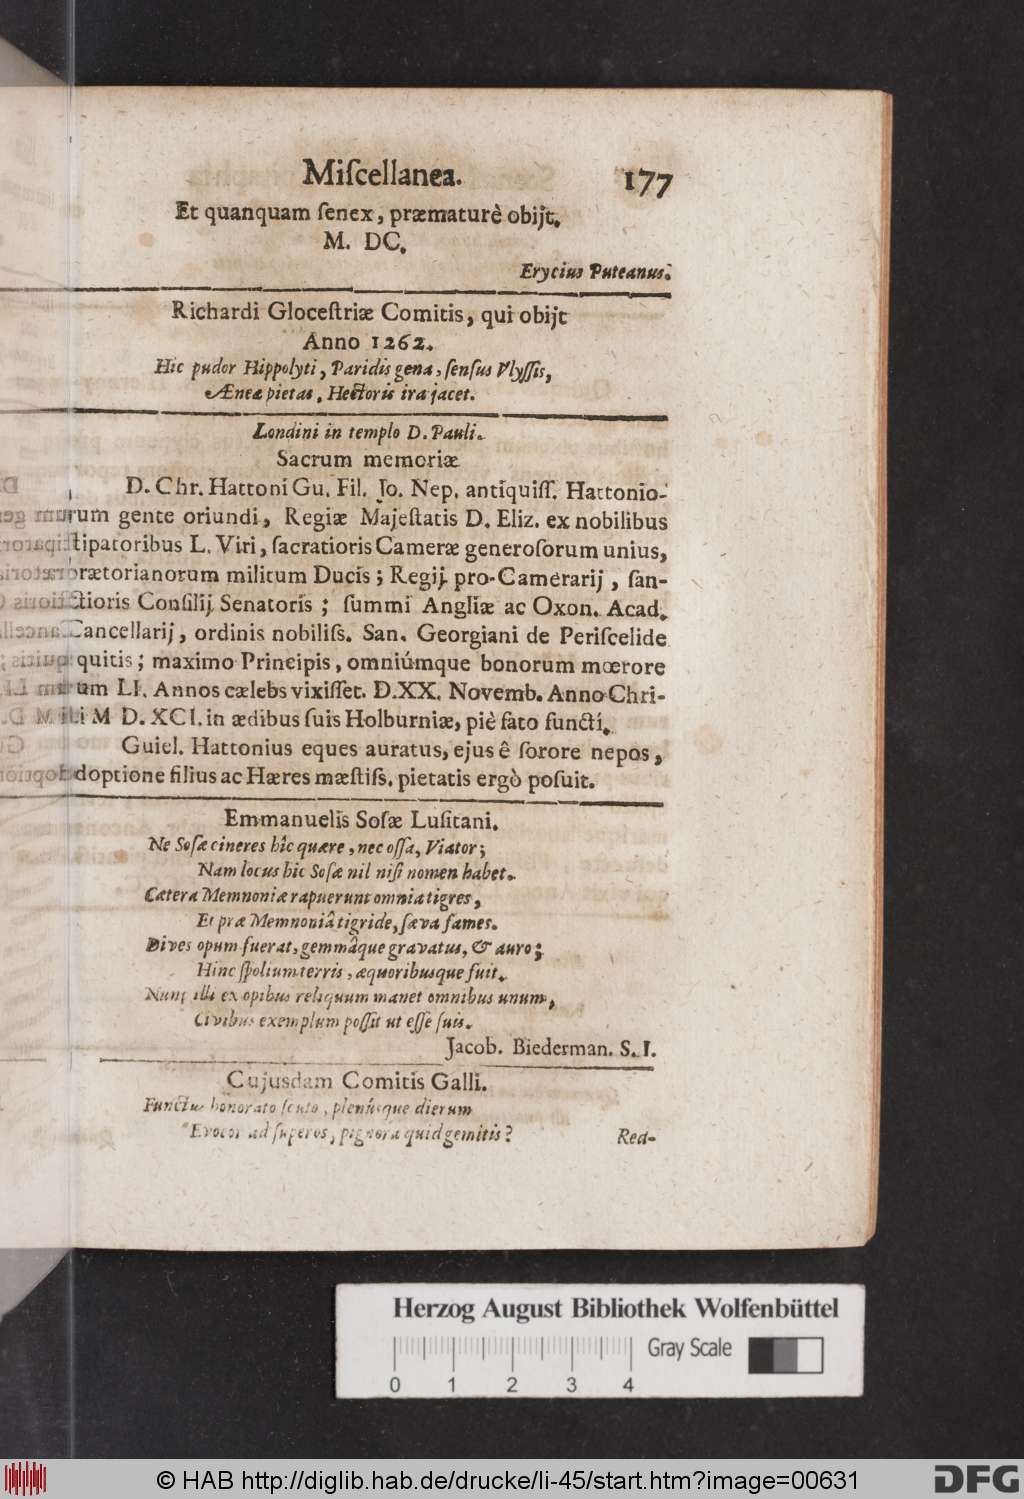 Miſcellanea. 177
Et quanquam ſenex, præmaturè obijt.
M. DC.
Erycius Puteanus.
Richardi Gloceſtriæ Comitis, qui obijt
Anno 1262.
Hic pudor Hippolyti, Paridis gena, ſenſus Vlyſſis,
Æneæ pietas, Hectoris ira jacet.
Londini in templo D. Pauli.
Sacrum memoriæ
D. Chr. Hattoni Gu. Fil. Jo. Nep. antiquiſſ. Hattonio-
rum gente oriundi, Regiæ Majeſtatis D. Eliz. ex nobilibus
ſtipatoribus L. Viri, ſacratioris Cameræ generoſorum unius,
prætorianorum militum Ducis; Regij pro-Camerarij, ſan-
ctioris Conſilij Senatoris; ſummi Angliæ ac Oxon. Acad.
Cancellarij, ordinis nobiliſs. San. Georgiani de Periſcelide
quitis; maximo Principis, omniúmque bonorum mœrore
um LI. Annos cælebs vixiſſet. D. XX. Novemb. Anno Chri-
ſti M D. XCI. in ædibus ſuis Holburniæ, piè fato functi.
Guiel. Hattonius eques auratus, ejus ê ſorore nepos,
doptione filius ac Hæres mæſtiſs. pietatis ergò poſuit.
Emmanuelis Soſæ Luſitani.
Ne Soſæ cineres hîc quære, nec oſſa, Viator;
Nam locus hic Soſæ nil niſi nomen habet.
Cætera Memnoniæ rapuerunt omnia tigres,
Et præ Memnoniâ tigride, ſæva fames.
Dives opum fuerat, gemmâque gravatus, & auro;
Hinc ſpolium terris, æquoribusque fuit.
Nunc illi ex opibus reliquum manet omnibus unum,
Civibus exemplum poſſit ut eſſe ſuis.
Jacob. Biederman. S. I.
Cujusdam Comitis Galli.
Functus honorato ſcuto, plenúsque dierum
Evocor ad ſuperos, pignora quid gemitis?
Red-
Herzog August Bibliothek Wolfenbüttel
Gray Scale
0 1 2 3 4
© HAB http://diglib.hab.de/drucke/li-45/start.htm?image=00631
DFG